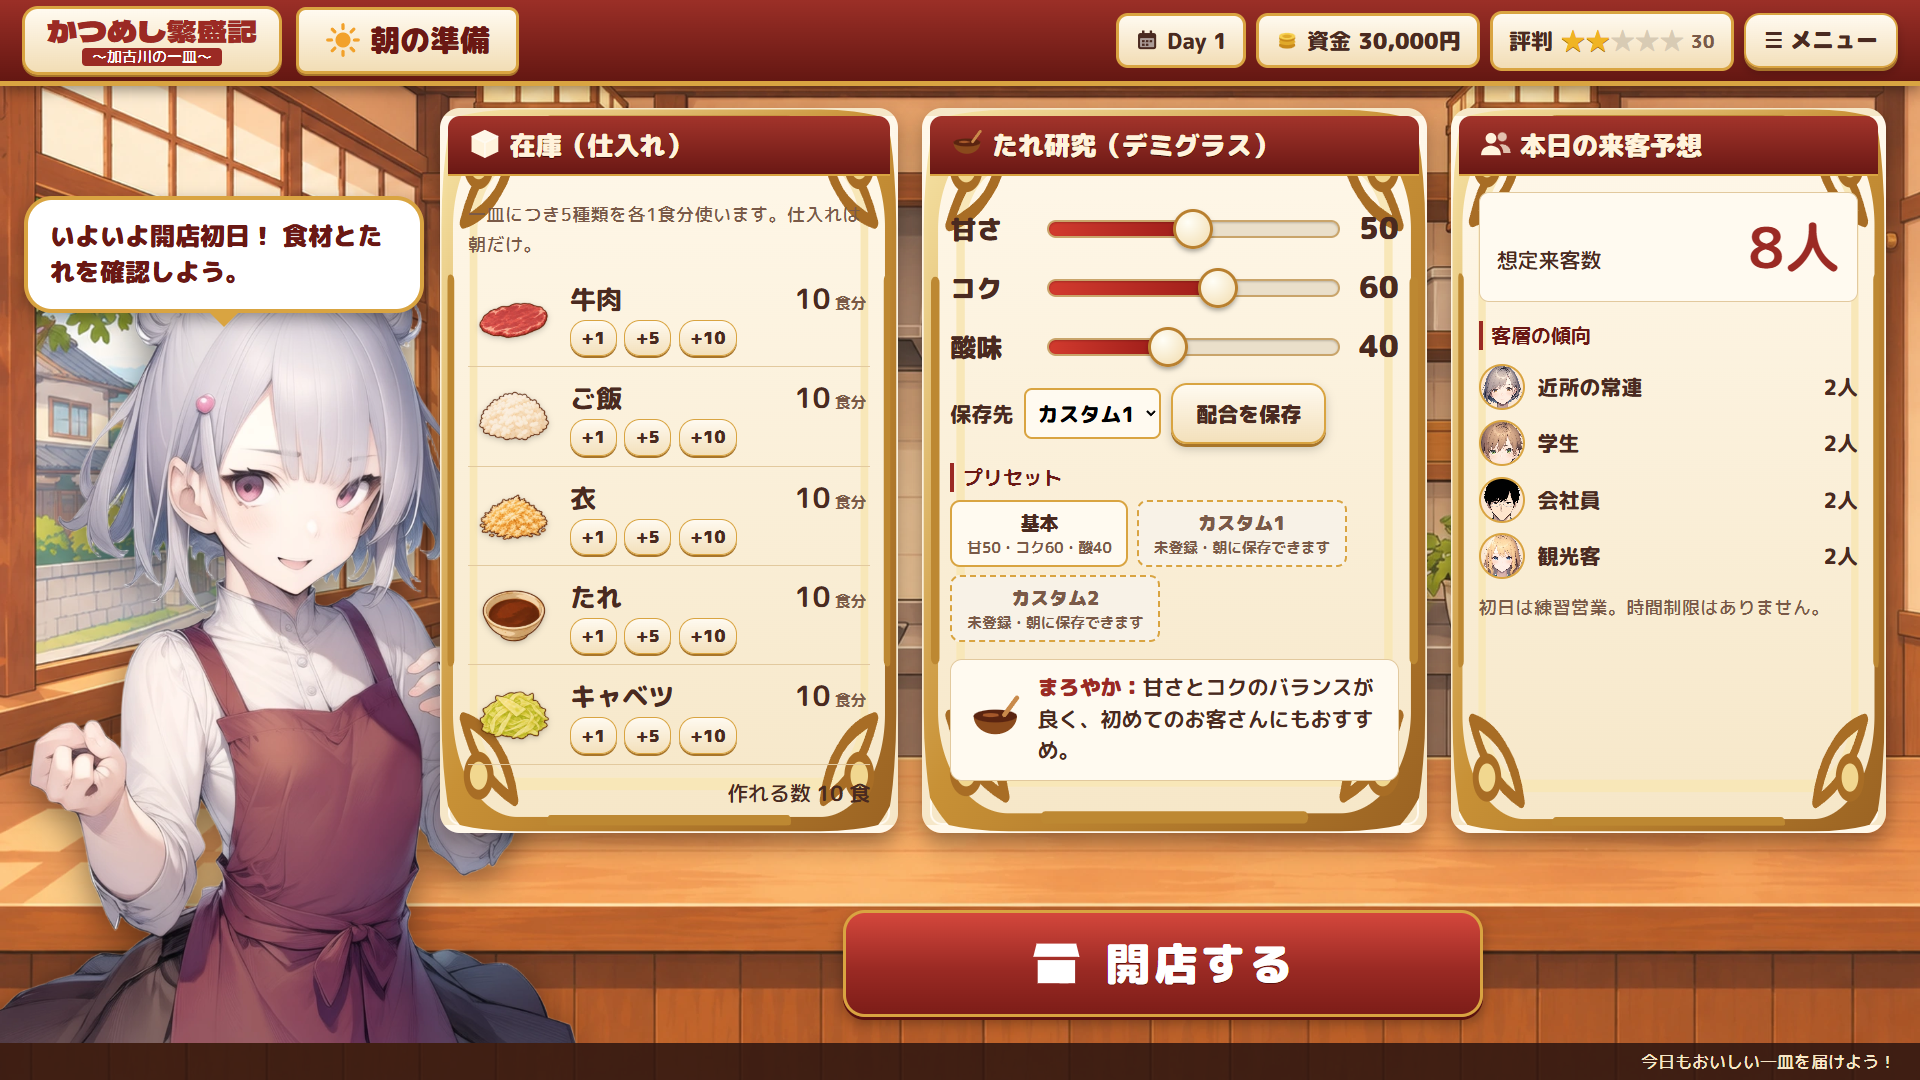 かつめし繁盛記
～加古川の一皿～
朝の準備
Day 1
資金 30,000円
評判 30
メニュー
いよいよ開店初日！ 食材とた
れを確認しよう。
在庫（仕入れ）
一皿につき5種類を各1食分使います。仕入れは
朝だけ。
牛肉 10 食分
+1 +5 +10
ご飯 10 食分
+1 +5 +10
衣 10 食分
+1 +5 +10
たれ 10 食分
+1 +5 +10
キャベツ 10 食分
+1 +5 +10
作れる数 10 食
たれ研究（デミグラス）
甘さ 50
コク 60
酸味 40
保存先 カスタム1 配合を保存
プリセット
基本
甘50・コク60・酸40
カスタム1
未登録・朝に保存できます
カスタム2
未登録・朝に保存できます
まろやか：甘さとコクのバランスが
良く、初めてのお客さんにもおすす
め。
本日の来客予想
想定来客数 8人
客層の傾向
近所の常連 2人
学生 2人
会社員 2人
観光客 2人
初日は練習営業。時間制限はありません。
開店する
今日もおいしい一皿を届けよう！